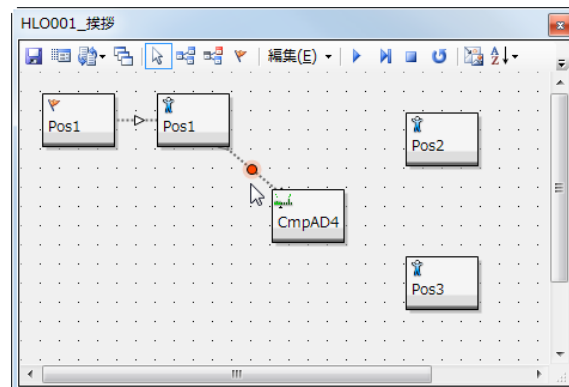 HLO001_挨拶
編集(E)
Pos1
Pos1
Pos2
CmpAD4
Pos3